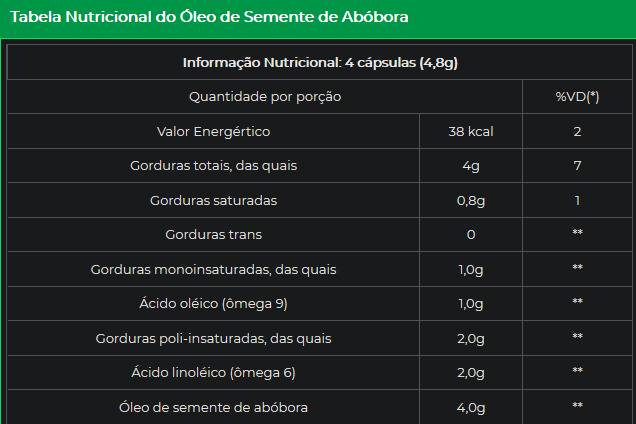 Tabela Nutricional do Óleo de Semente de Abóbora
Informação Nutricional: 4 cápsulas (4,8g)
Quantidade por porção %VD(*)
Valor Energértico 38 kcal 2
Gorduras totais, das quais 4g 7
Gorduras saturadas 0,8g 1
Gorduras trans 0 **
Gorduras monoinsaturadas, das quais 1,0g **
Ácido oléico (ômega 9) 1,0g **
Gorduras poli-insaturadas, das quais 2,0g **
Ácido linoléico (ômega 6) 2,0g **
Óleo de semente de abóbora 4,0g **